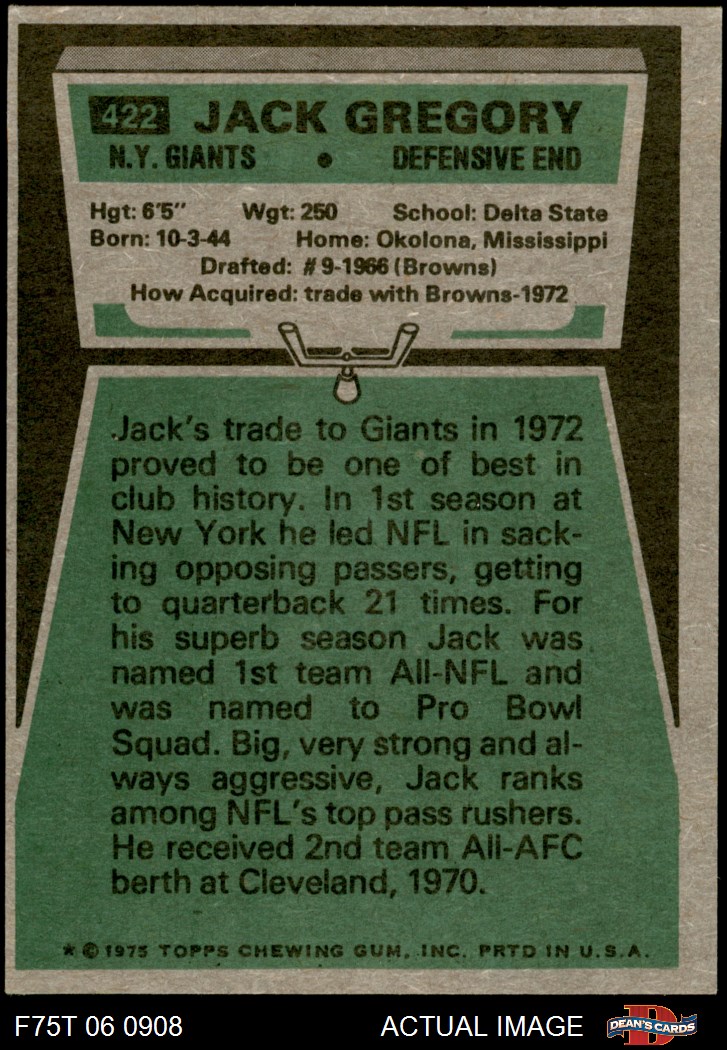 422 JACK GREGORY
N.Y. GIANTS • DEFENSIVE END
Hgt: 6'5" Wgt: 250 School: Delta State
Born: 10-3-44 Home: Okolona, Mississippi
Drafted: #9-1966 (Browns)
How Acquired: trade with Browns-1972
Jack's trade to Giants in 1972
proved to be one of best in
club history. In 1st season at
New York he led NFL in sack-
ing opposing passers, getting
to quarterback 21 times. For
his superb season Jack was
named 1st team All-NFL and
was named to Pro Bowl
Squad. Big, very strong and al-
ways aggressive, Jack ranks
among NFL's top pass rushers.
He received 2nd team All-AFC
berth at Cleveland, 1970.
* © 1975 TOPPS CHEWING GUM, INC. PRTD IN U.S.A.
F75T 06 0908 ACTUAL IMAGE D DEAN'S CARDS